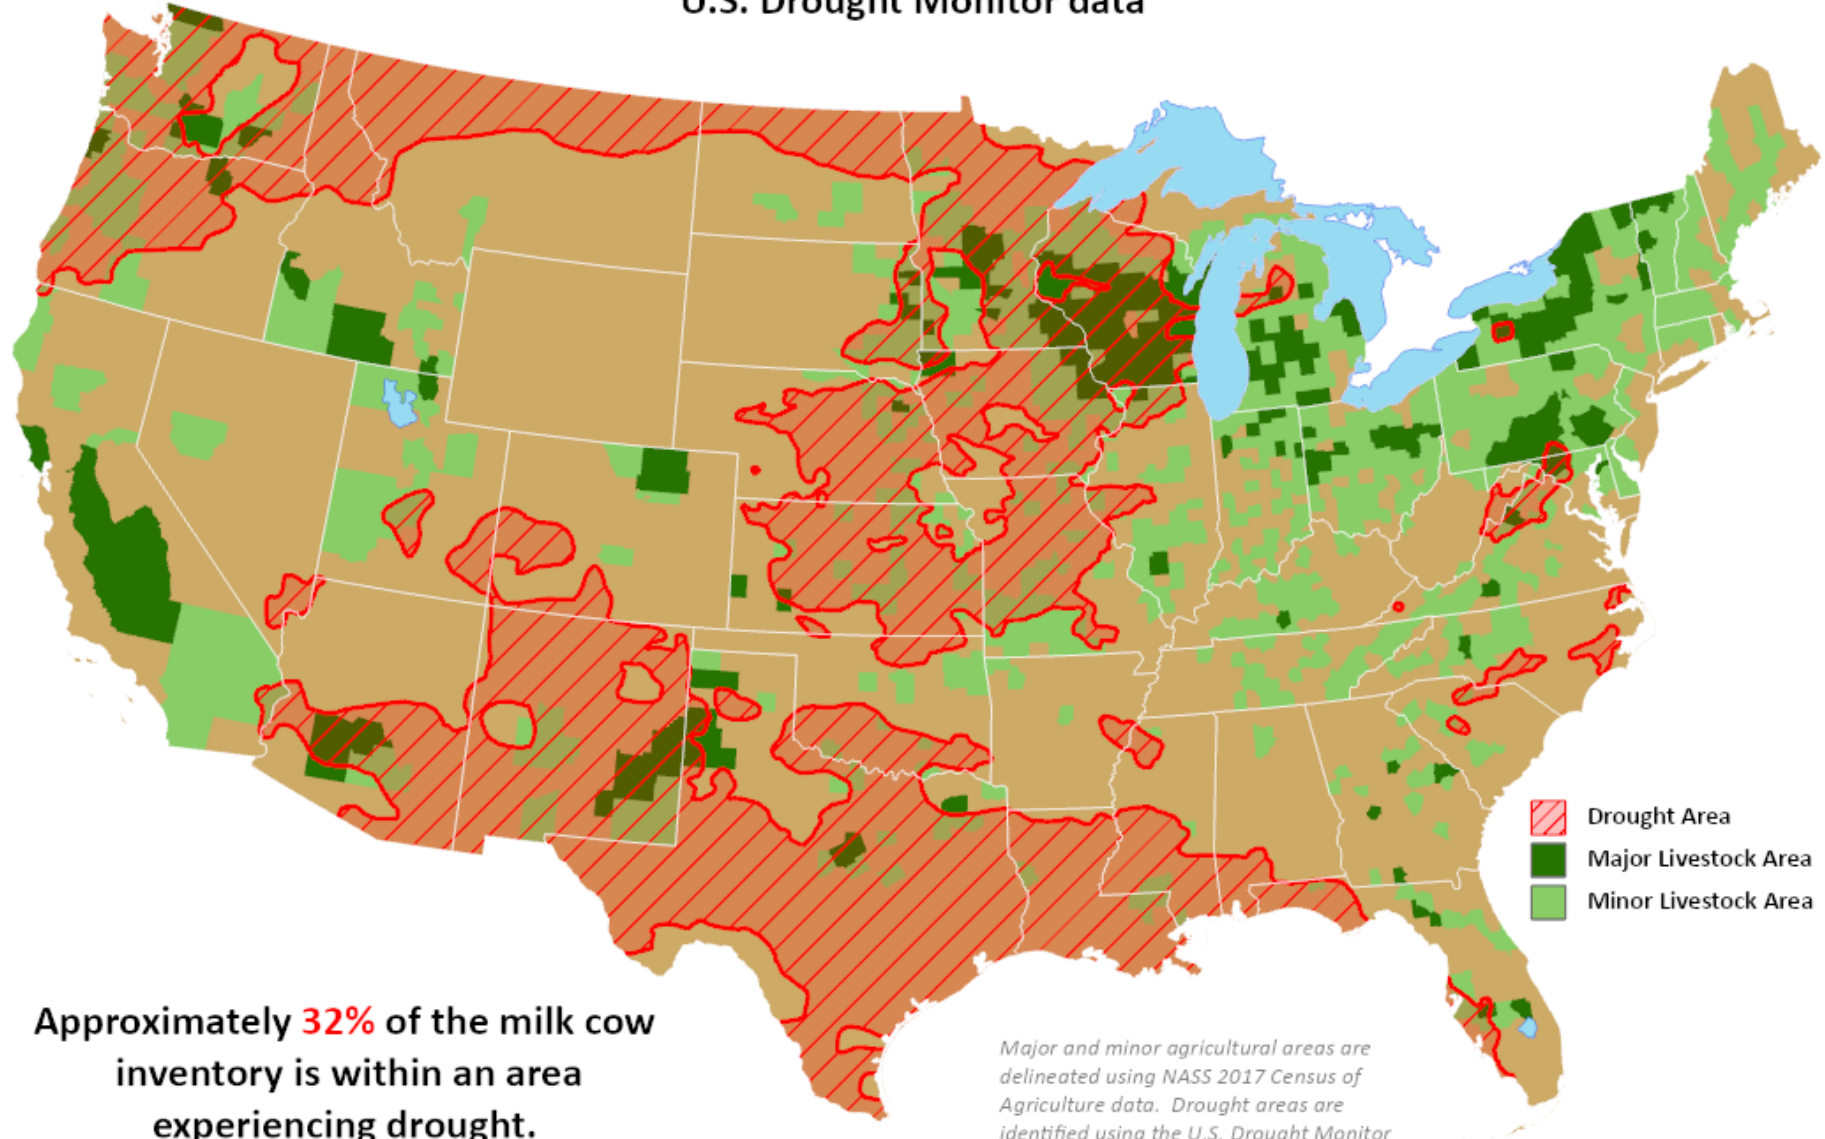 U.S. Drought Monitor data
Drought Area
Major Livestock Area
Minor Livestock Area
Approximately 32% of the milk cow
inventory is within an area
experiencing drought.
Major and minor agricultural areas are
delineated using NASS 2017 Census of
Agriculture data. Drought areas are
identified using the U.S. Drought Monitor